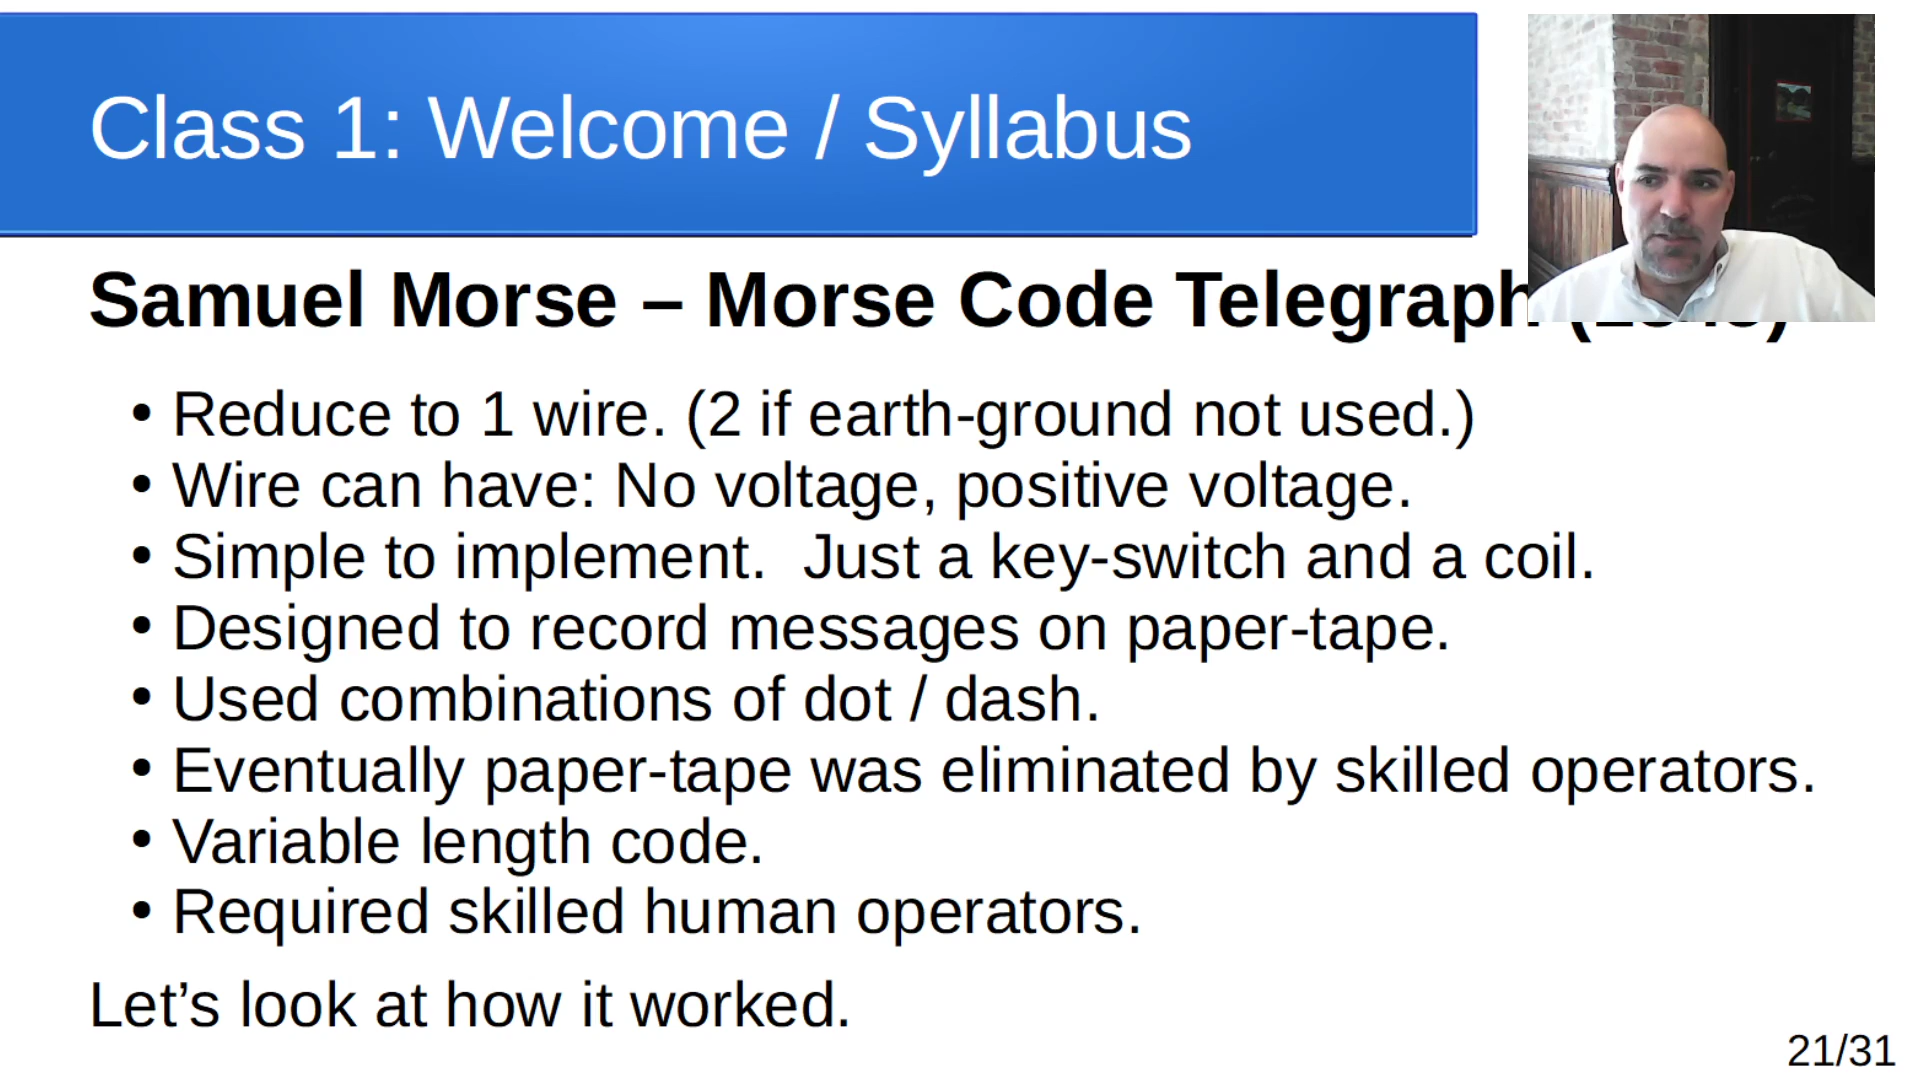 Class 1: Welcome / Syllabus
Samuel Morse – Morse Code Telegraph
• Reduce to 1 wire. (2 if earth-ground not used.)
• Wire can have: No voltage, positive voltage.
• Simple to implement.  Just a key-switch and a coil.
• Designed to record messages on paper-tape.
• Used combinations of dot / dash.
• Eventually paper-tape was eliminated by skilled operators.
• Variable length code.
• Required skilled human operators.
Let’s look at how it worked.
21/31